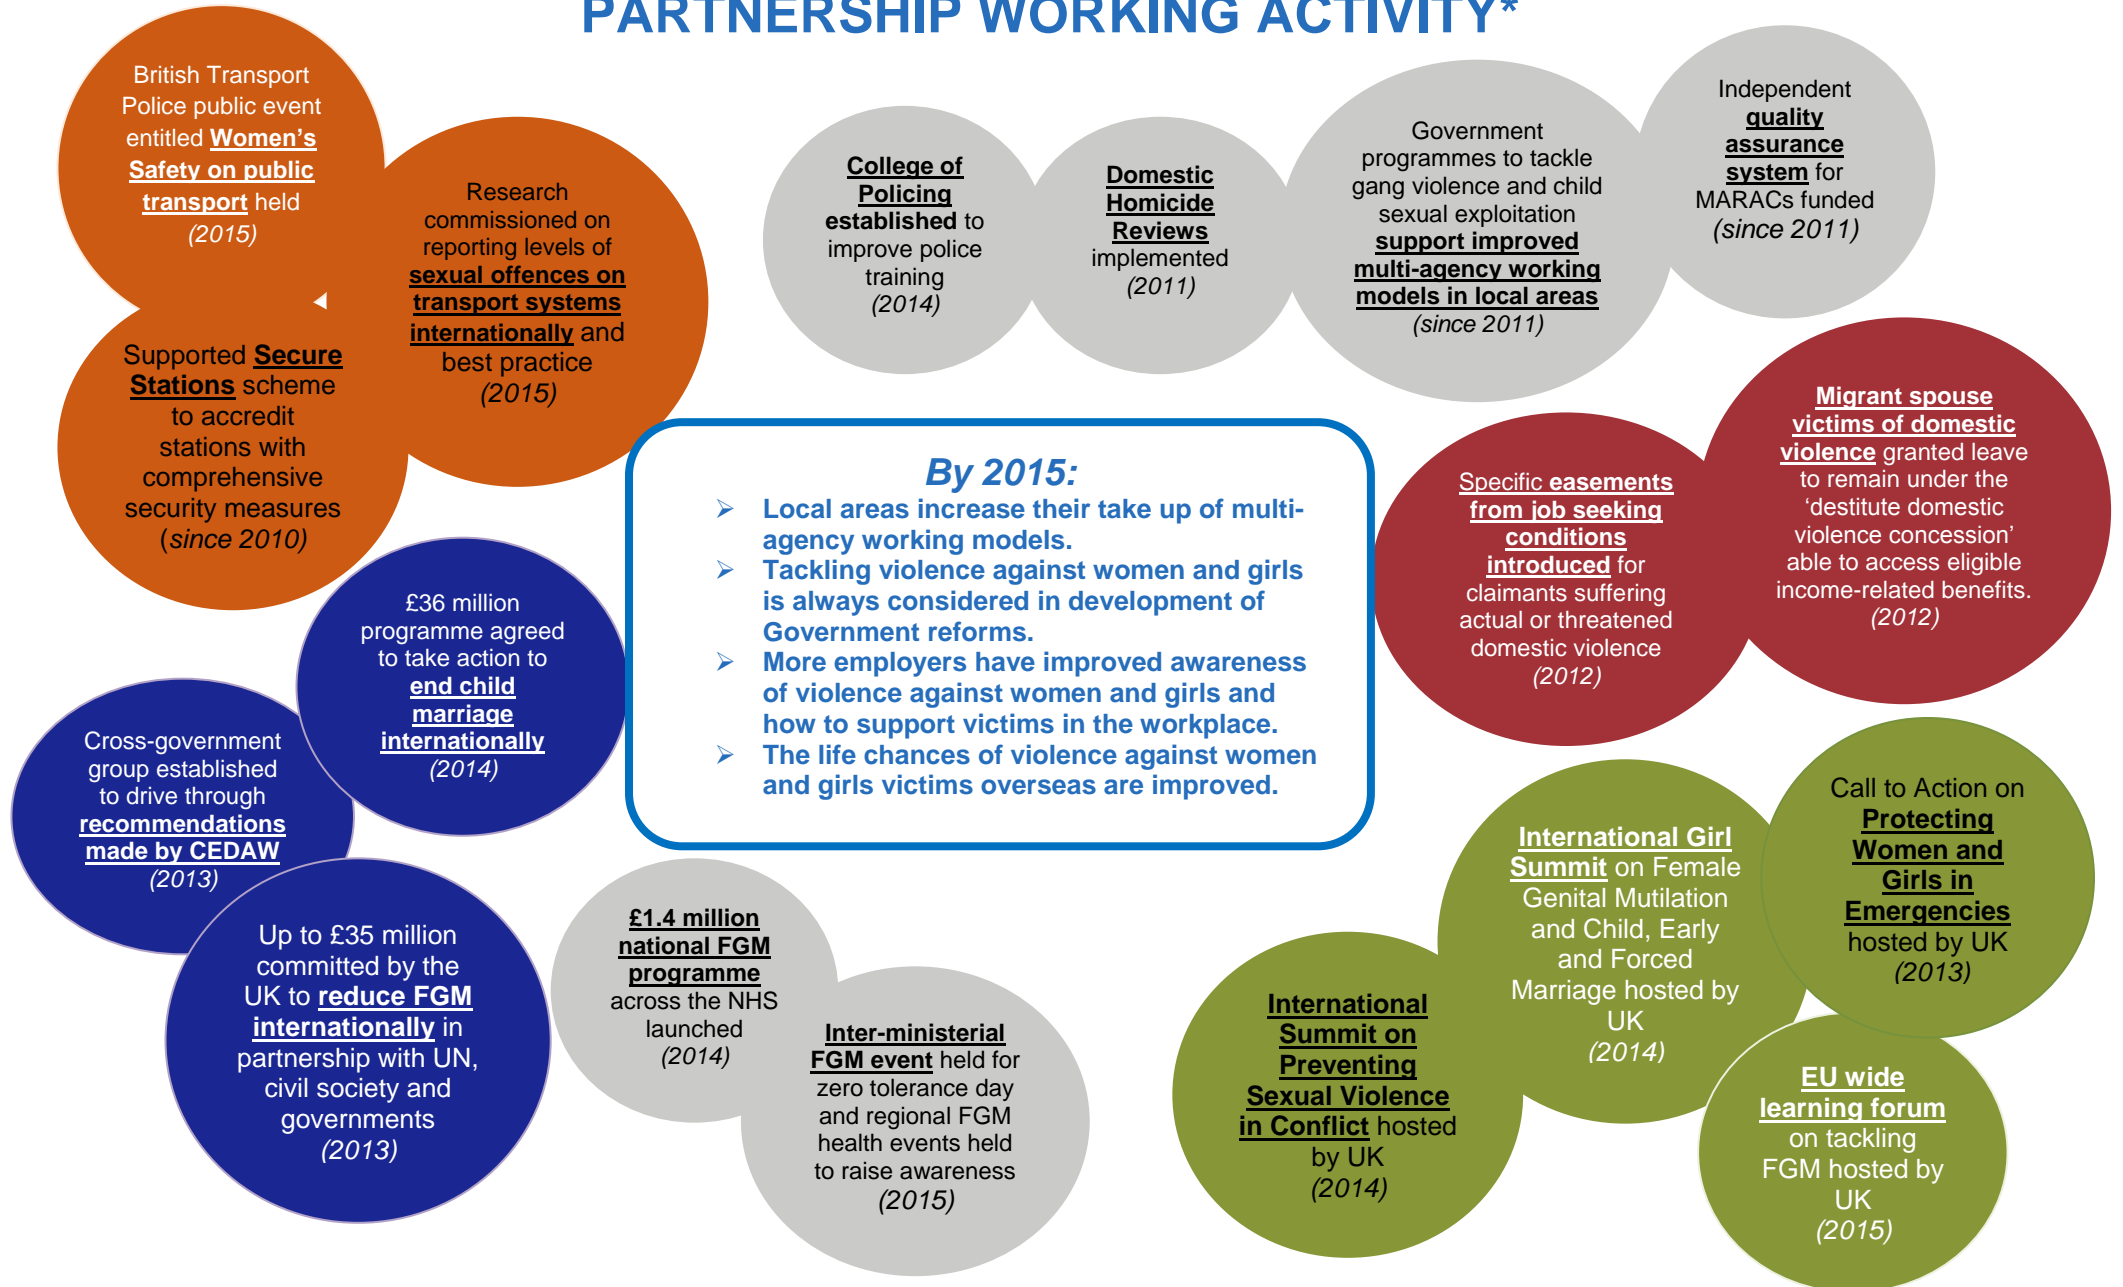 PARTNERSHIP WORKING ACTIVITY*
British Transport
Police public event
entitled Women’s
Safety on public
transport held
(2015)
Research
commissioned on
reporting levels of
sexual offences on
transport systems
internationally and
best practice
(2015)
Supported Secure
Stations scheme
to accredit
stations with
comprehensive
security measures
(since 2010)
College of
Policing
established to
improve police
training
(2014)
Domestic
Homicide
Reviews
implemented
(2011)
Government
programmes to tackle
gang violence and child
sexual exploitation
support improved
multi-agency working
models in local areas
(since 2011)
Independent
quality
assurance
system for
MARACs funded
(since 2011)
Migrant spouse
victims of domestic
violence granted leave
to remain under the
‘destitute domestic
violence concession’
able to access eligible
income-related benefits.
(2012)
Specific easements
from job seeking
conditions
introduced for
claimants suffering
actual or threatened
domestic violence
(2012)
By 2015:
➢ Local areas increase their take up of multi-
agency working models.
➢ Tackling violence against women and girls
is always considered in development of
Government reforms.
➢ More employers have improved awareness
of violence against women and girls and
how to support victims in the workplace.
➢ The life chances of violence against women
and girls victims overseas are improved.
£36 million
programme agreed
to take action to
end child
marriage
internationally
(2014)
Cross-government
group established
to drive through
recommendations
made by CEDAW
(2013)
Up to £35 million
committed by the
UK to reduce FGM
internationally in
partnership with UN,
civil society and
governments
(2013)
£1.4 million
national FGM
programme
across the NHS
launched
(2014)
Inter-ministerial
FGM event held for
zero tolerance day
and regional FGM
health events held
to raise awareness
(2015)
International
Summit on
Preventing
Sexual Violence
in Conflict hosted
by UK
(2014)
International Girl
Summit on Female
Genital Mutilation
and Child, Early
and Forced
Marriage hosted by
UK
(2014)
Call to Action on
Protecting
Women and
Girls in
Emergencies
hosted by UK
(2013)
EU wide
learning forum
on tackling
FGM hosted by
UK
(2015)